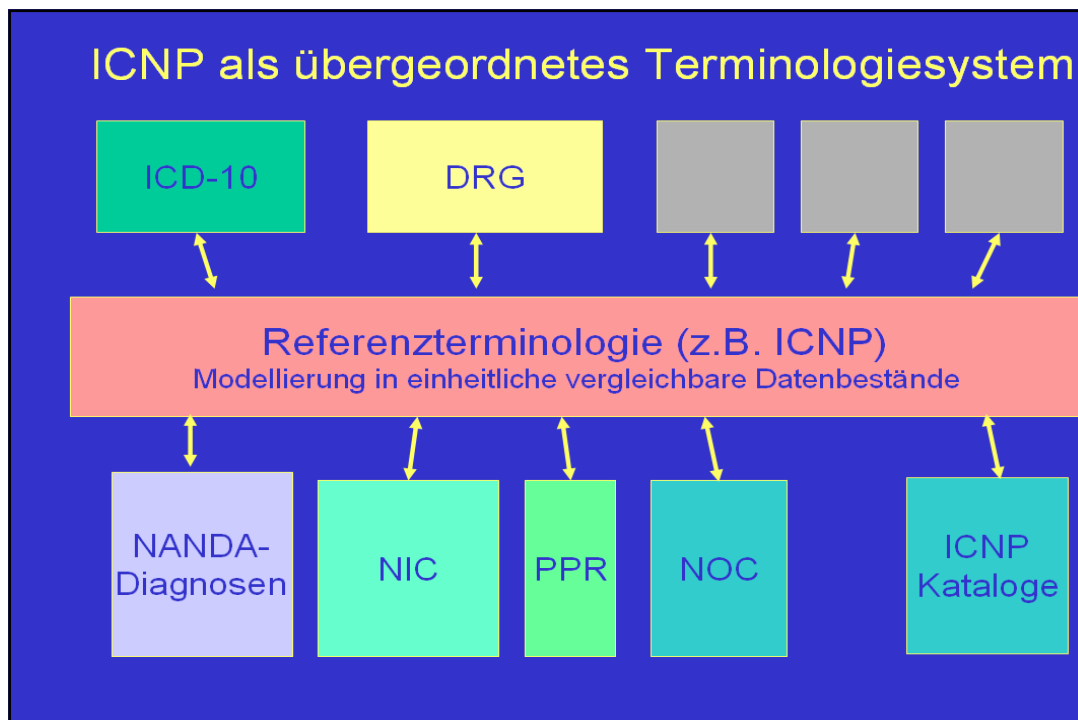 ICNP als übergeordnetes Terminologiesystem
ICD-10
DRG
Referenzterminologie (z.B. ICNP)
Modellierung in einheitliche vergleichbare Datenbestände
NANDA-
Diagnosen
NIC
PPR
NOC
ICNP
Kataloge